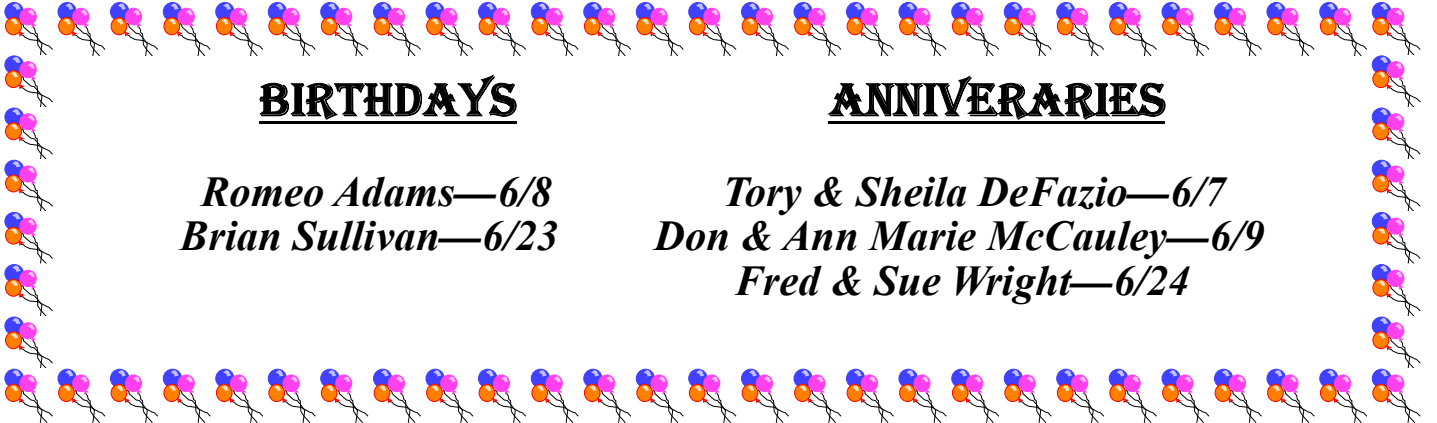 BIRTHDAYS
Romeo Adams—6/8
Brian Sullivan—6/23
ANNIVERARIES
Tory & Sheila DeFazio—6/7
Don & Ann Marie McCauley—6/9
Fred & Sue Wright—6/24